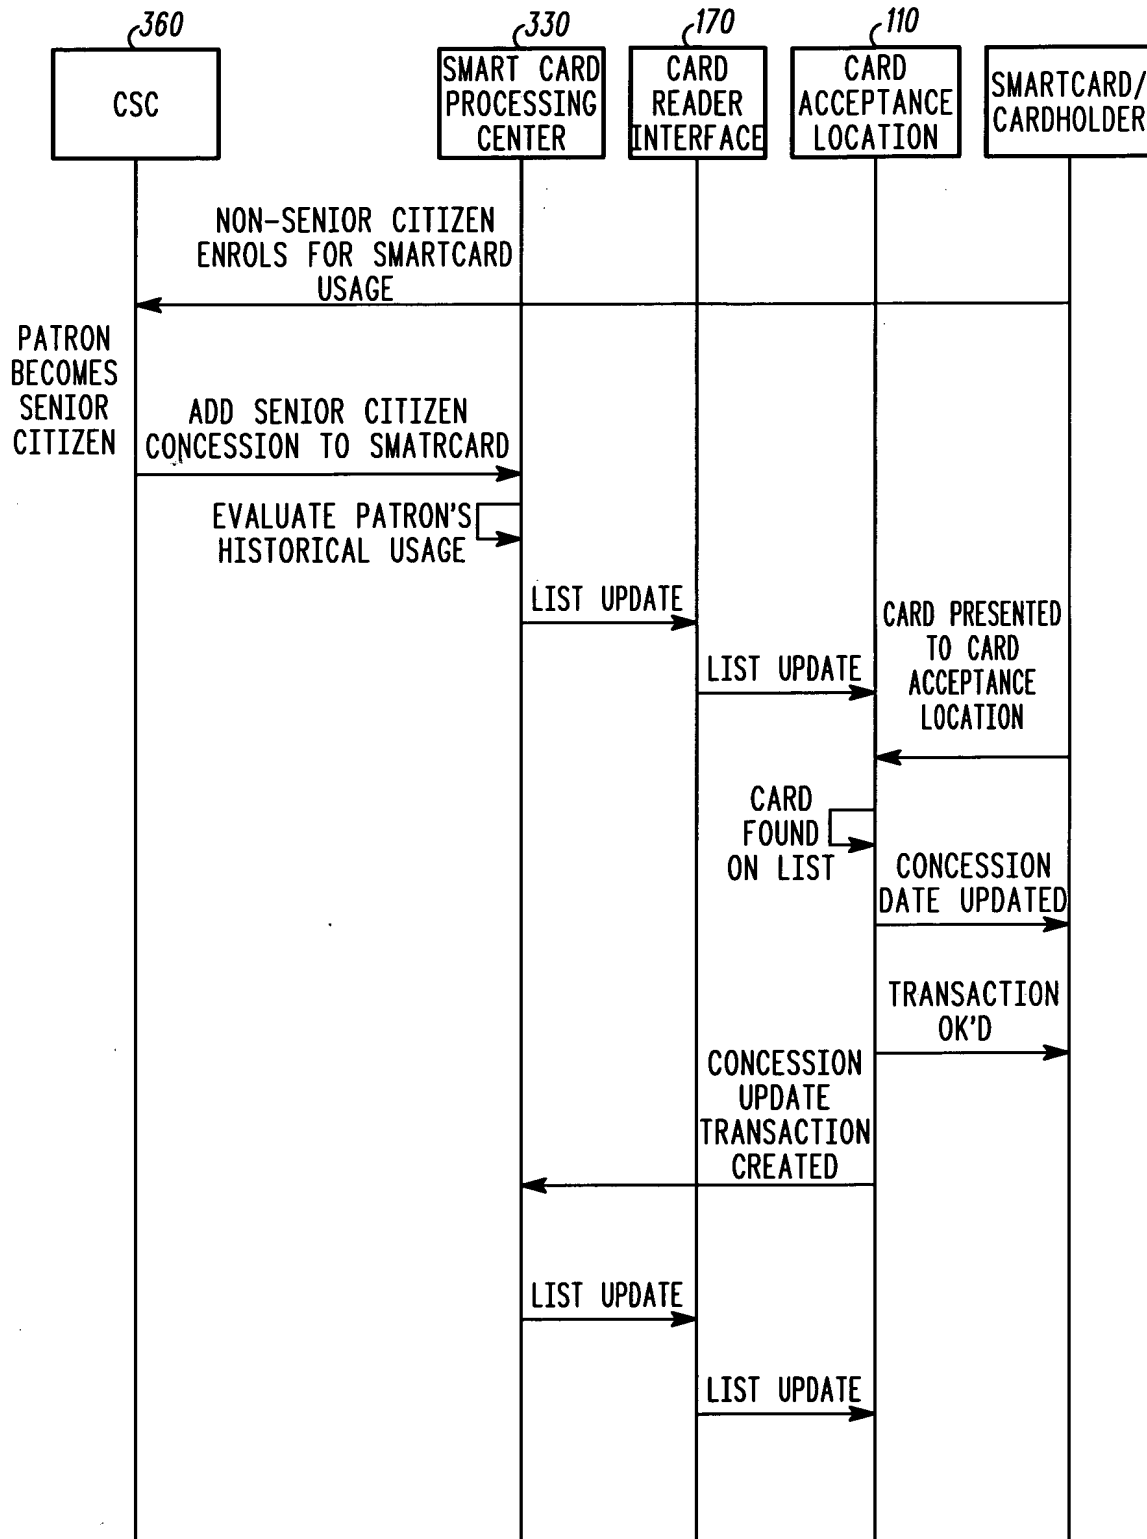 360
330
170
110
CSC
SMART CARD
PROCESSING
CENTER
CARD
READER
INTERFACE
CARD
ACCEPTANCE
LOCATION
SMARTCARD/
CARDHOLDER
NON-SENIOR CITIZEN
ENROLS FOR SMARTCARD
USAGE
PATRON
BECOMES
SENIOR
CITIZEN
ADD SENIOR CITIZEN
CONCESSION TO SMATRCARD
EVALUATE PATRON'S
HISTORICAL USAGE
LIST UPDATE
LIST UPDATE
CARD PRESENTED
TO CARD
ACCEPTANCE
LOCATION
CARD
FOUND
ON LIST
CONCESSION
DATE UPDATED
TRANSACTION
OK'D
CONCESSION
UPDATE
TRANSACTION
CREATED
LIST UPDATE
LIST UPDATE